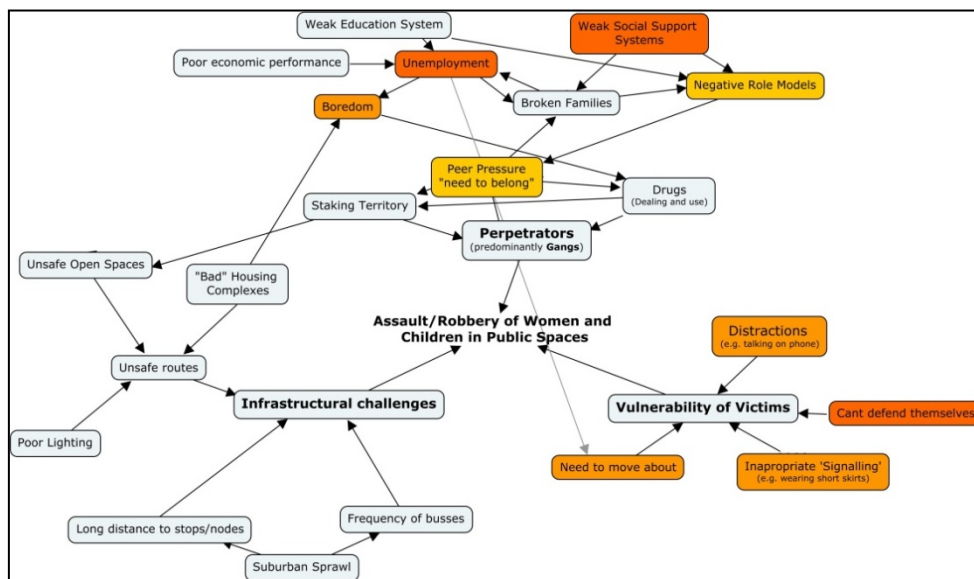 Weak Education System
Weak Social Support
Systems
Poor economic performance
Unemployment
Negative Role Models
Boredom
Broken Families
Peer Pressure
"need to belong"
Drugs
(Dealing and use)
Staking Territory
Perpetrators
(predominantly Gangs)
Unsafe Open Spaces
"Bad" Housing
Complexes
Assault/Robbery of Women and
Children in Public Spaces
Distractions
(e.g. talking on phone)
Unsafe routes
Infrastructural challenges
Vulnerability of Victims
Cant defend themselves
Poor Lighting
Need to move about
Inapropriate 'Signalling'
(e.g. wearing short skirts)
Long distance to stops/nodes
Frequency of busses
Suburban Sprawl